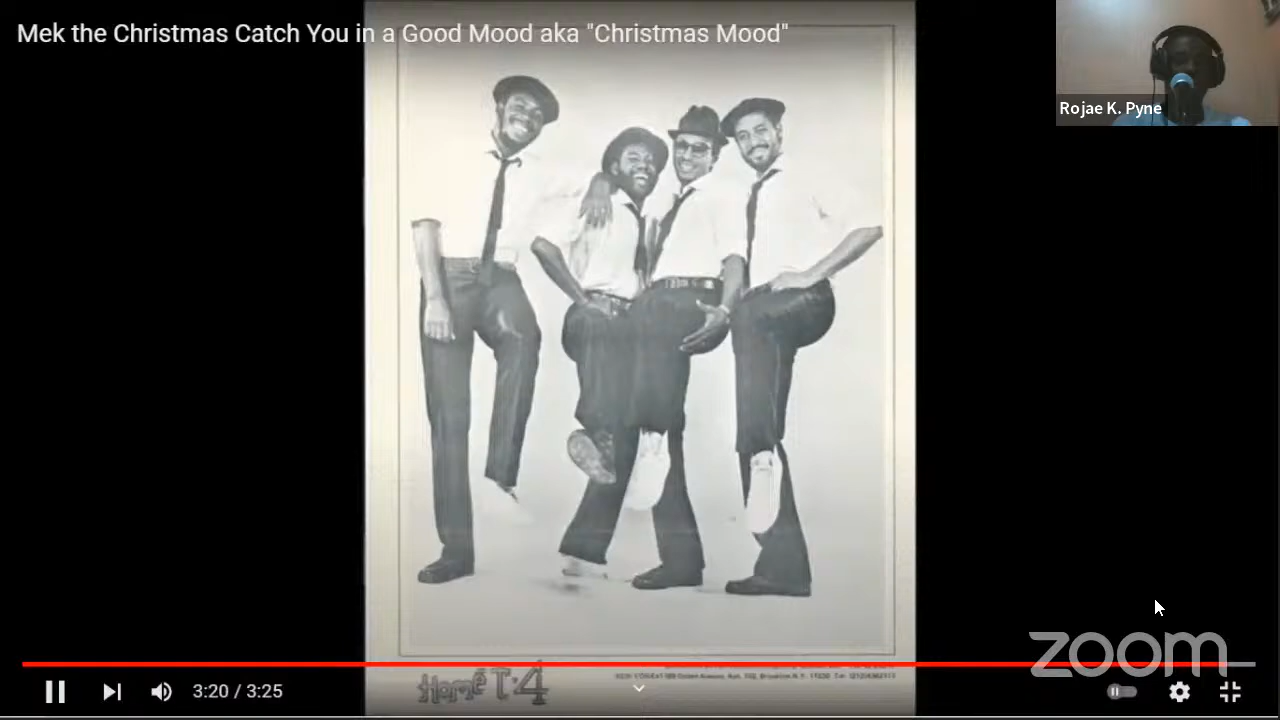 Mek the Christmas Catch You in a Good Mood aka "Christmas Mood"
Rojae K. Pyne
zoom
Home T.4
3:20 / 3:25